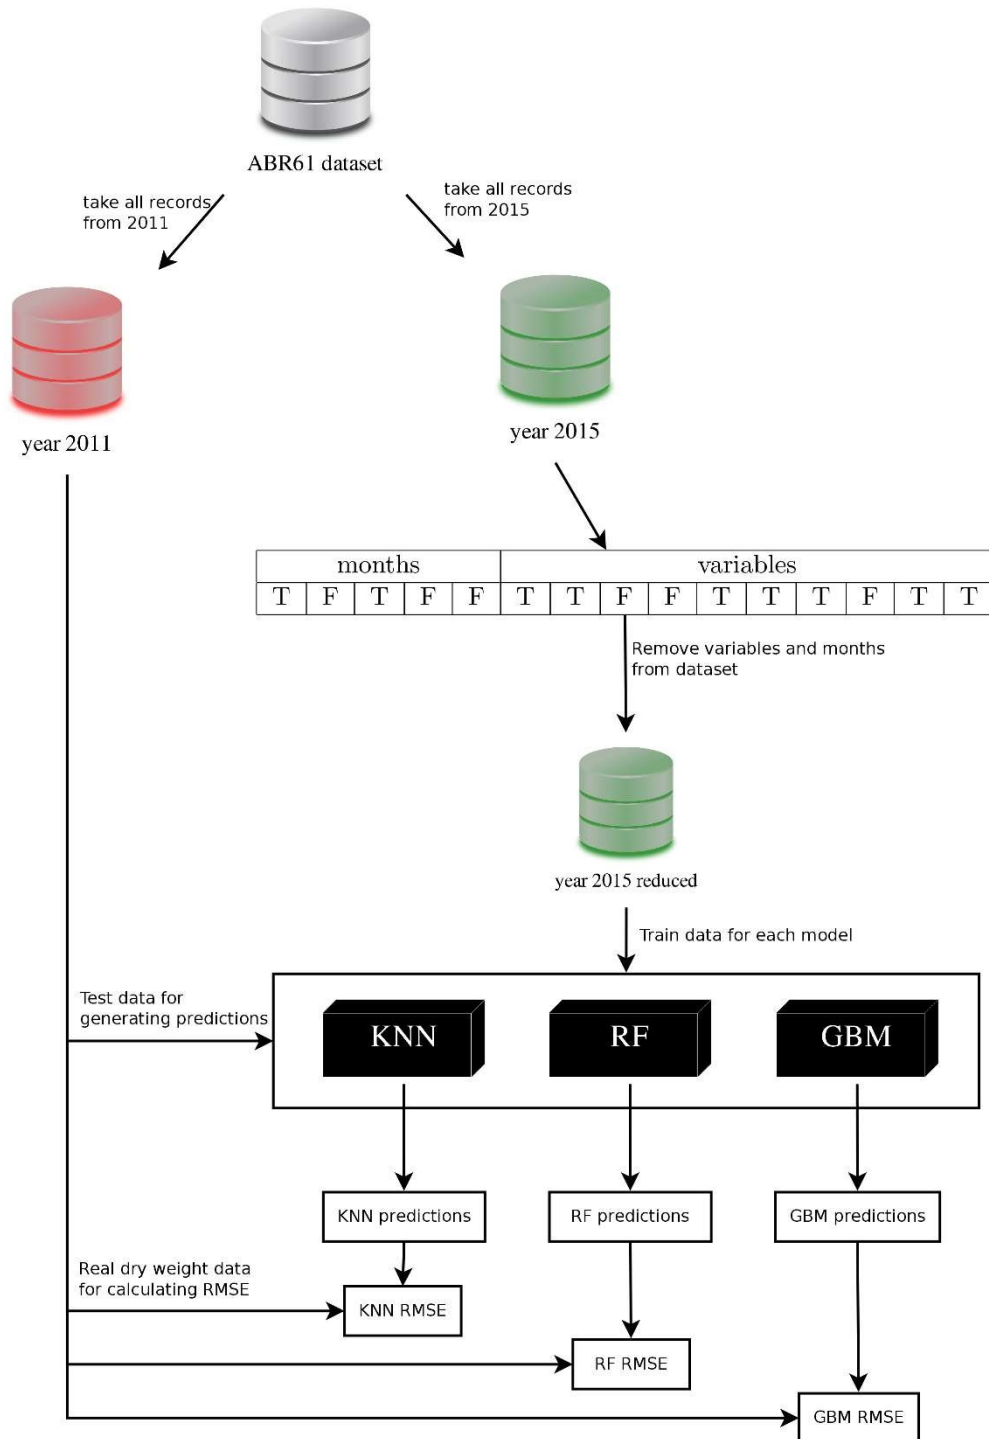 ABR61 dataset
take all records
from 2011
take all records
from 2015
year 2011
year 2015
months variables
T F T F F T T F F T T T F T T
Remove variables and months
from dataset
year 2015 reduced
Train data for each model
Test data for
generating predictions
KNN RF GBM
KNN predictions RF predictions GBM predictions
Real dry weight data
for calculating RMSE
KNN RMSE
RF RMSE
GBM RMSE